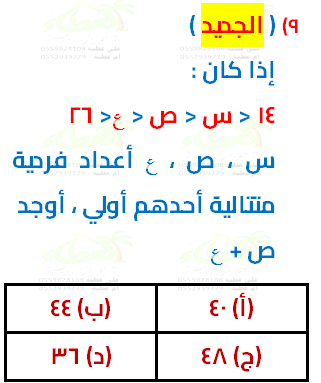 ٩) ( الجديد )
إذا كان :
١٤ < س < ص < ع < ٢٦
س ، ص ، ع أعداد فردية
متتالية أحدهم أولي ، أوجد
ص + ع
(أ) ٤٠
(ب) ٤٤
(ج) ٤٨
(د) ٣٦